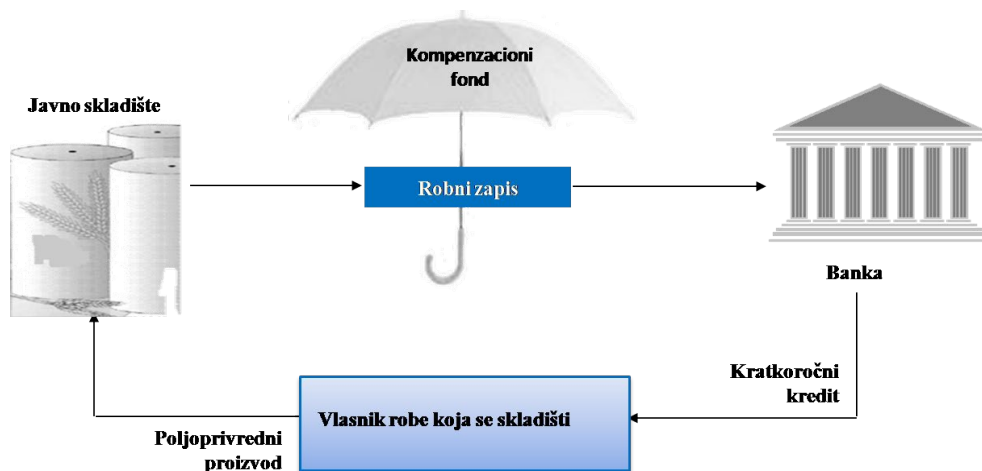 Kompenzacioni
fond
Javno skladište
Robni zapis
Banka
Kratkoročni
kredit
Vlasnik robe koja se skladišti
Poljoprivredni
proizvod